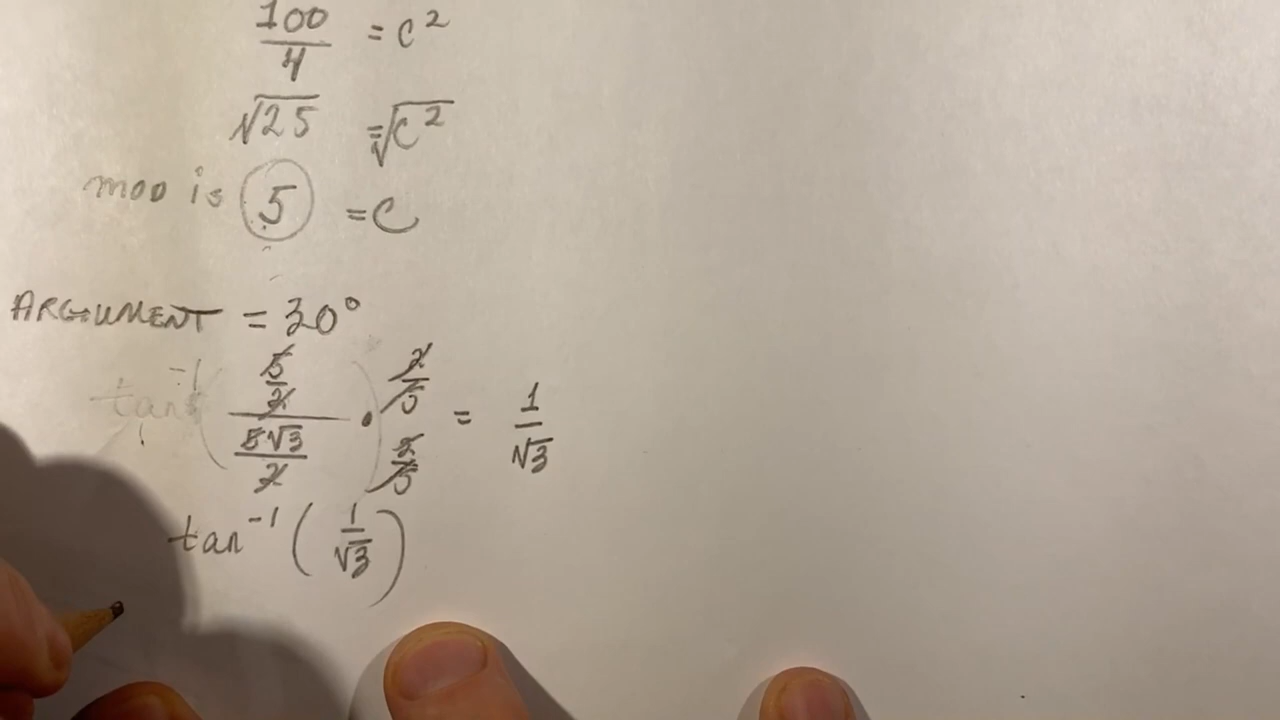 100/4 = c²
√25 = √c²
mod is 5 = c
ARGUMENT = 30°
tan⁻¹( (5/2)/(5√3/2) ) · (2/5)/(2/5) = 1/√3
tan⁻¹(1/√3)